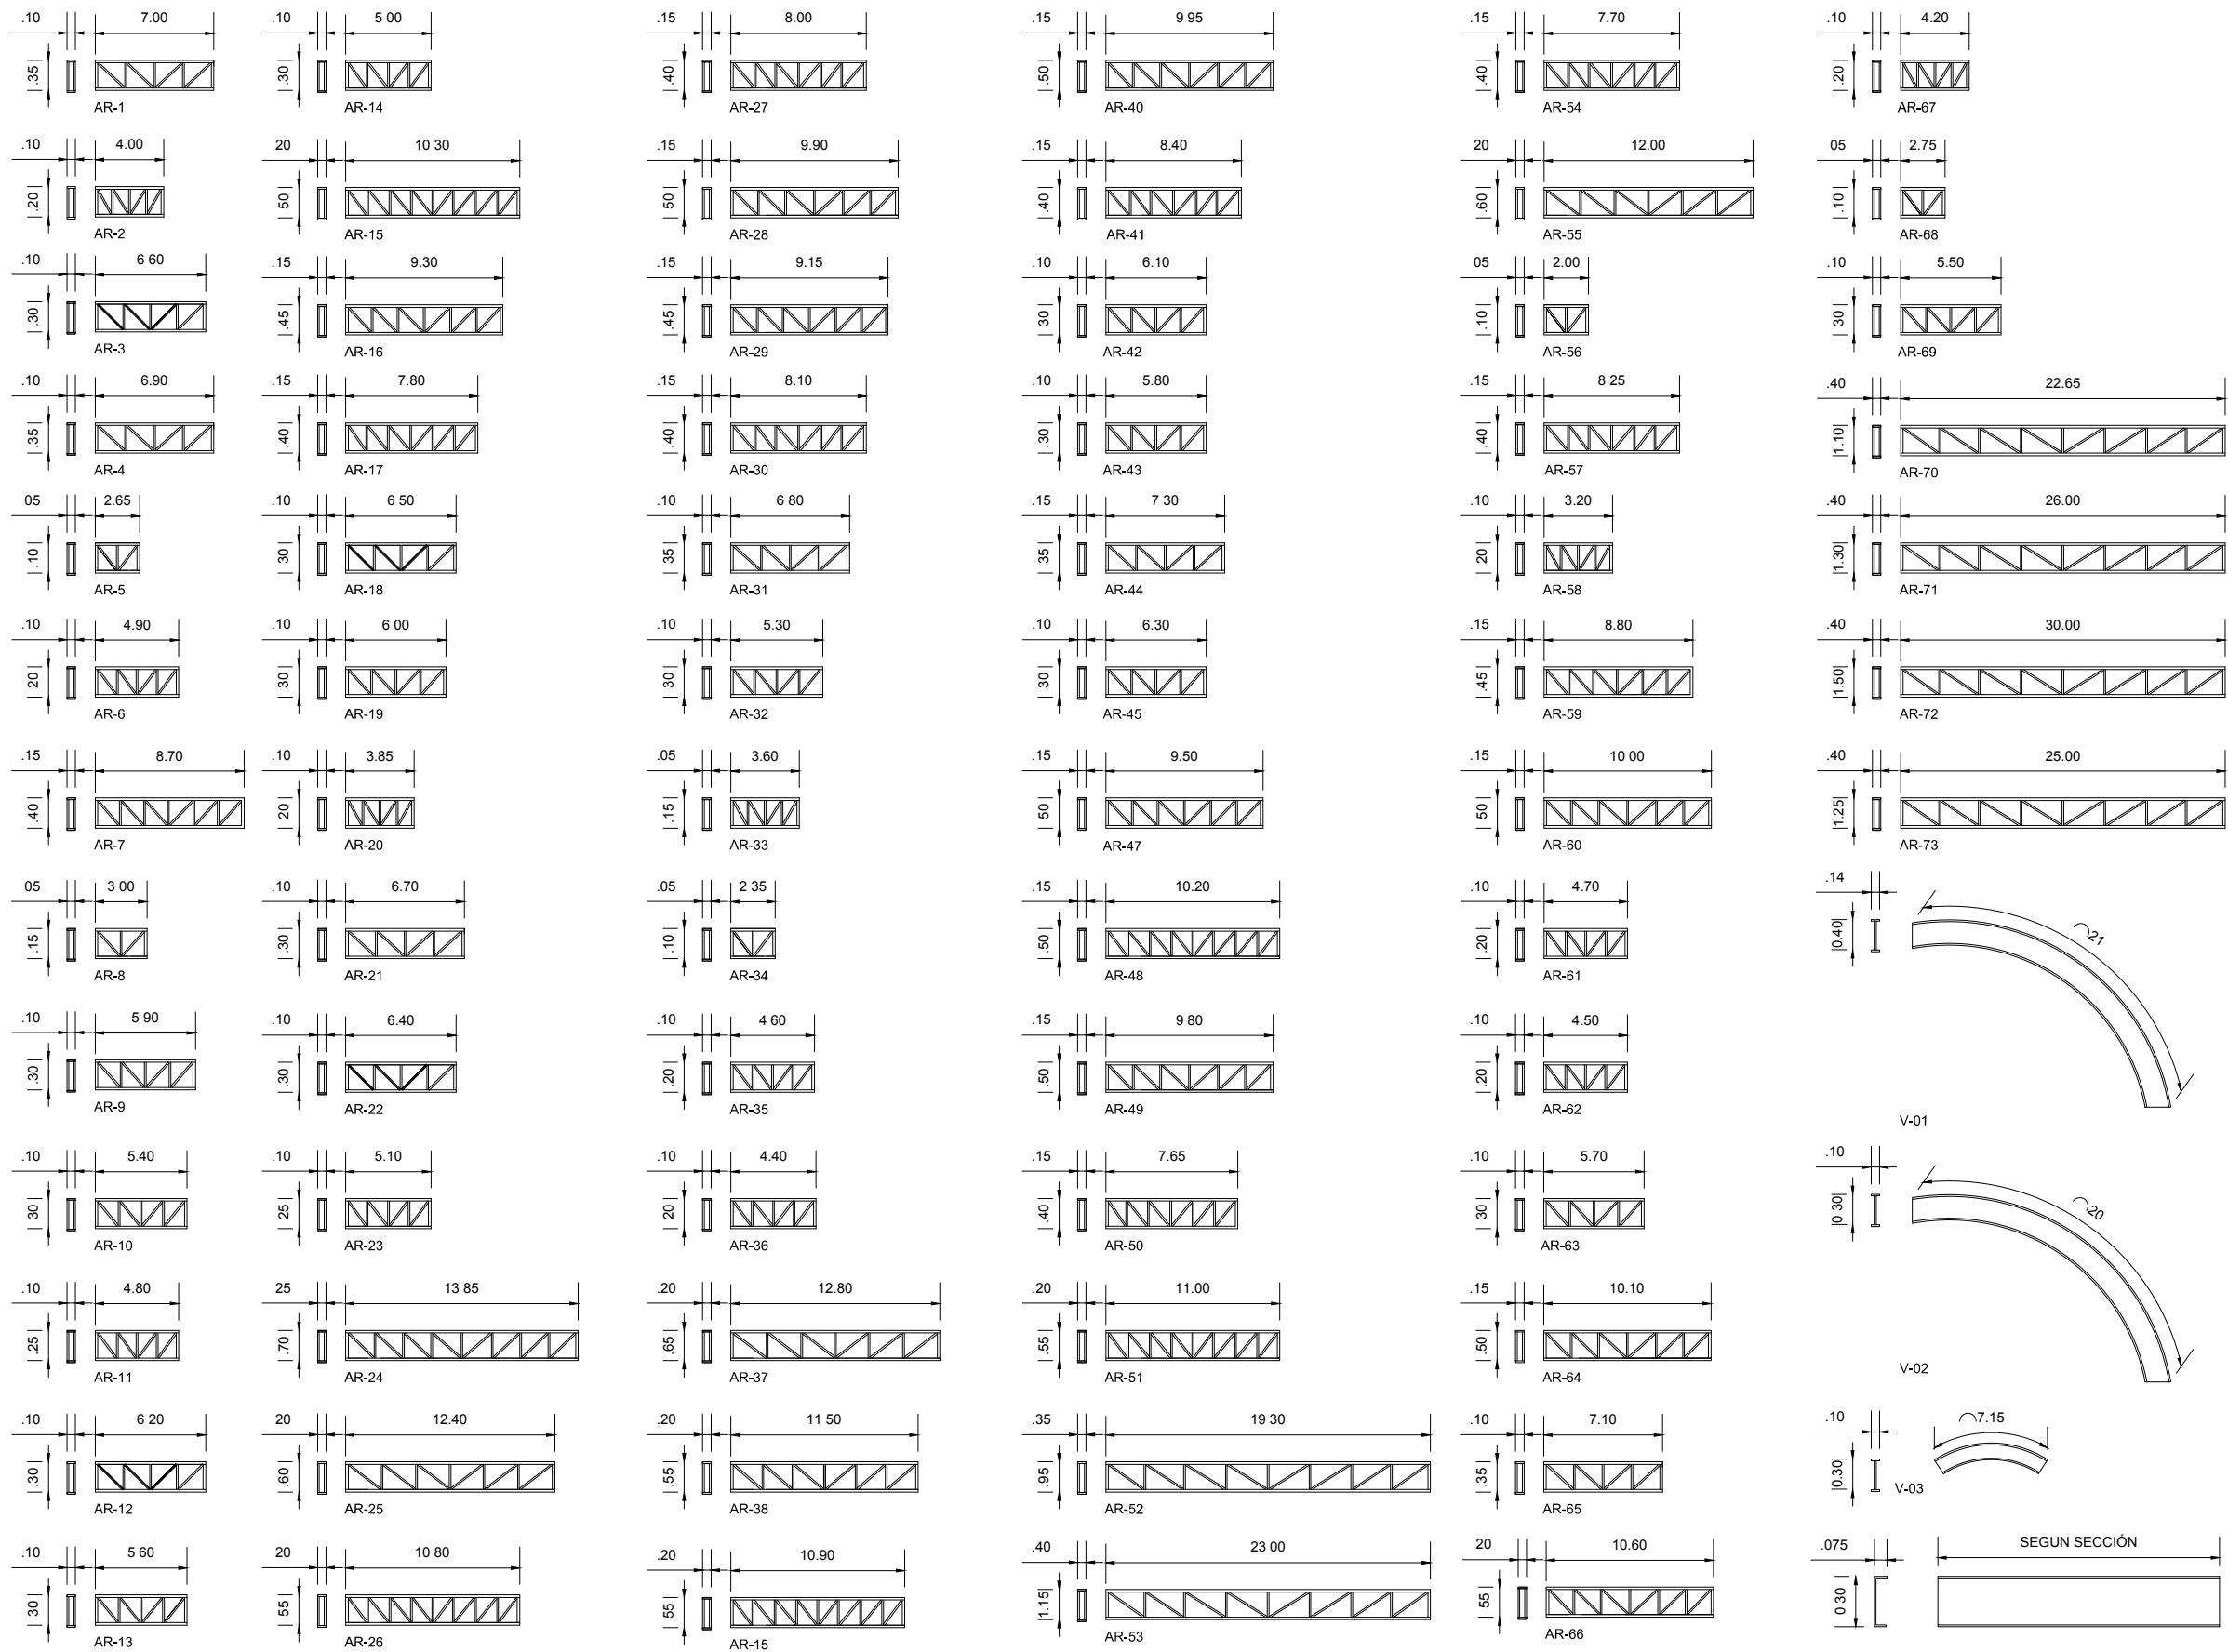 .10 7.00 .35 AR-1
.10 5 00 .30 AR-14
.15 8.00 .40 AR-27
.15 9 95 .50 AR-40
.15 7.70 .40 AR-54
.10 4.20 .20 AR-67
.10 4.00 .20 AR-2
20 10 30 50 AR-15
.15 9.90 50 AR-28
.15 8.40 .40 AR-41
20 12.00 .60 AR-55
05 2.75 .10 AR-68
.10 6 60 .30 AR-3
.15 9.30 .45 AR-16
.15 9.15 .45 AR-29
.10 6.10 30 AR-42
05 2.00 .10 AR-56
.10 5.50 30 AR-69
.10 6.90 .35 AR-4
.15 7.80 .40 AR-17
.15 8.10 .40 AR-30
.10 5.80 .30 AR-43
.15 8 25 .40 AR-57
.40 22.65 1.10 AR-70
05 2.65 .10 AR-5
.10 6 50 30 AR-18
.10 6 80 35 AR-31
.15 7 30 35 AR-44
.10 3.20 20 AR-58
.40 26.00 1.30 AR-71
.10 4.90 20 AR-6
.10 6 00 30 AR-19
.10 5.30 30 AR-32
.10 6.30 30 AR-45
.15 8.80 .45 AR-59
.40 30.00 1.50 AR-72
.15 8.70 .40 AR-7
.10 3.85 20 AR-20
.05 3.60 .15 AR-33
.15 9.50 50 AR-47
.15 10 00 50 AR-60
.40 25.00 1.25 AR-73
05 3 00 .15 AR-8
.10 6.70 .30 AR-21
.05 2 35 .10 AR-34
.15 10.20 .50 AR-48
.10 4.70 .20 AR-61
.14 0.40 21 V-01
.10 5 90 .30 AR-9
.10 6.40 .30 AR-22
.10 4 60 .20 AR-35
.15 9 80 .50 AR-49
.10 4.50 .20 AR-62
.10 5.40 30 AR-10
.10 5.10 25 AR-23
.10 4.40 20 AR-36
.15 7.65 .40 AR-50
.10 5.70 30 AR-63
.10 0 30 20 V-02
.10 4.80 .25 AR-11
25 13 85 .70 AR-24
.20 12.80 .65 AR-37
.20 11.00 .55 AR-51
.15 10.10 .50 AR-64
.10 6 20 .30 AR-12
20 12.40 .60 AR-25
.20 11 50 .55 AR-38
.35 19 30 .95 AR-52
.10 7.10 .35 AR-65
.10 7.15 0.30 V-03
.10 5 60 30 AR-13
20 10 80 55 AR-26
.20 10.90 55 AR-15
.40 23 00 1.15 AR-53
20 10.60 55 AR-66
.075 SEGUN SECCIÓN 0 30